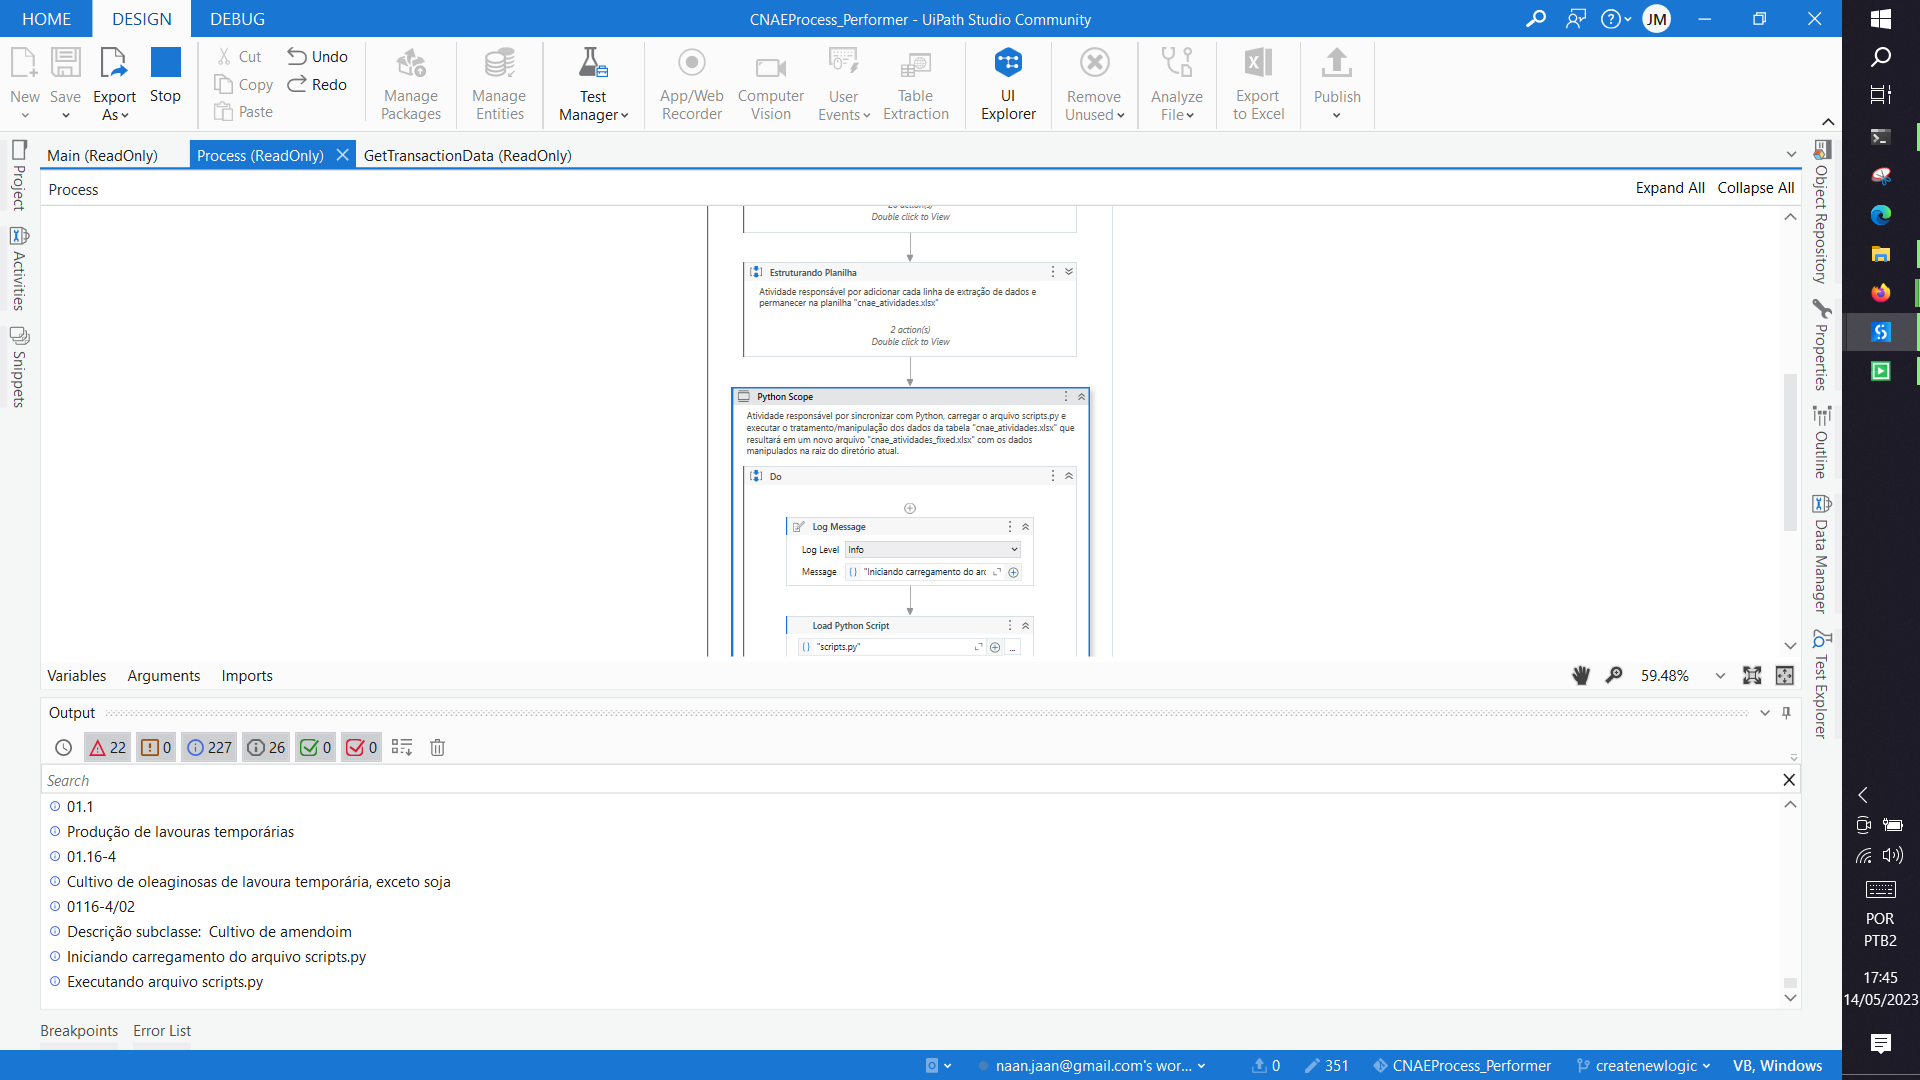 HOME DESIGN DEBUG
CNAEProcess_Performer - UiPath Studio Community
JM
New
Save
Export As
Stop
Cut
Copy
Paste
Undo
Redo
Manage Packages
Manage Entities
Test Manager
App/Web Recorder
Computer Vision
User Events
Table Extraction
UI Explorer
Remove Unused
Analyze File
Export to Excel
Publish
Main (ReadOnly)
Process (ReadOnly)
GetTransactionData (ReadOnly)
Process
Expand All Collapse All
Project
Activities
Snippets
Double click to View
Estruturando Planilha
Atividade responsável por adicionar cada linha de extração de dados e
permanecer na planilha "cnae_atividades.xlsx"
2 action(s)
Double click to View
Python Scope
Atividade responsável por sincronizar com Python, carregar o arquivo scripts.py e
executar o tratamento/manipulação dos dados da tabela "cnae_atividades.xlsx" que
resultará em um novo arquivo "cnae_atividades_fixed.xlsx" com os dados
manipulados na raiz do diretório atual.
Do
Log Message
Log Level Info
Message "Iniciando carregamento do arc
Load Python Script
"scripts.py"
...
Object Repository
Properties
Outline
Data Manager
Test Explorer
Variables Arguments Imports
59.48%
Output
22 0 227 26 0 0
Search
01.1
Produção de lavouras temporárias
01.16-4
Cultivo de oleaginosas de lavoura temporária, exceto soja
0116-4/02
Descrição subclasse: Cultivo de amendoim
Iniciando carregamento do arquivo scripts.py
Executando arquivo scripts.py
Breakpoints Error List
naan.jaan@gmail.com's wor...
0
351
CNAEProcess_Performer
createnewlogic
VB, Windows
POR
PTB2
17:45
14/05/2023